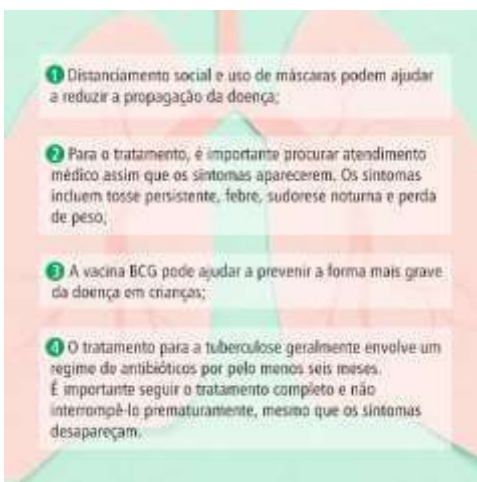 1 Distanciamento social e uso de máscaras podem ajudar
a reduzir a propagação da doença;
2 Para o tratamento, é importante procurar atendimento
médico assim que os sintomas aparecerem. Os sintomas
incluem tosse persistente, febre, sudorese noturna e perda
de peso;
3 A vacina BCG pode ajudar a prevenir a forma mais grave
da doença em crianças;
4 O tratamento para a tuberculose geralmente envolve um
regime de antibióticos por pelo menos seis meses.
É importante seguir o tratamento completo e não
interrompê-lo prematuramente, mesmo que os sintomas
desapareçam.